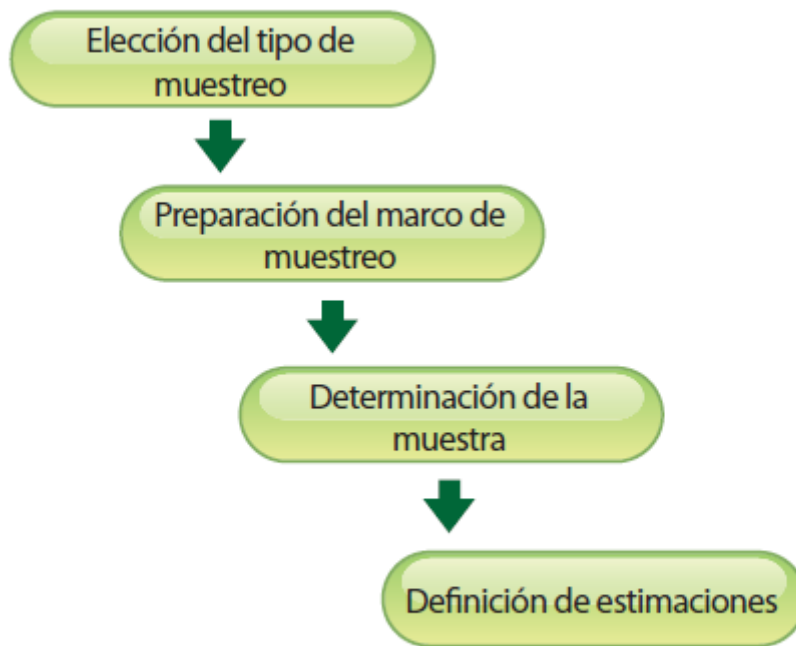 Elección del tipo de
muestreo
Preparación del marco de
muestreo
Determinación de la
muestra
Definición de estimaciones